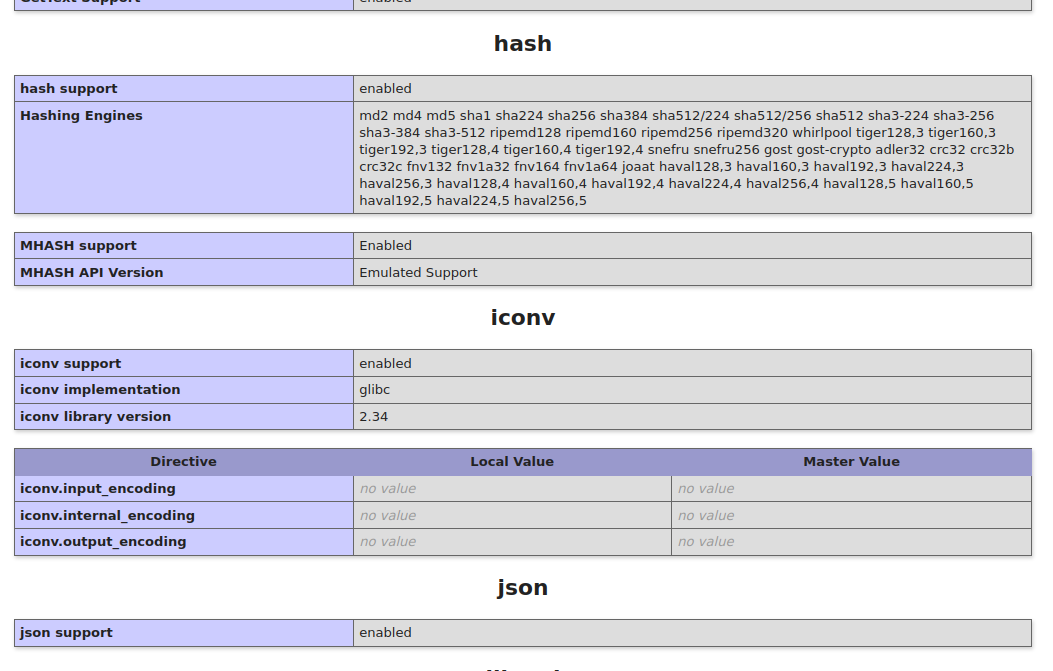 GetText Support enabled
hash
hash support enabled
Hashing Engines md2 md4 md5 sha1 sha224 sha256 sha384 sha512/224 sha512/256 sha512 sha3-224 sha3-256
sha3-384 sha3-512 ripemd128 ripemd160 ripemd256 ripemd320 whirlpool tiger128,3 tiger160,3
tiger192,3 tiger128,4 tiger160,4 tiger192,4 snefru snefru256 gost gost-crypto adler32 crc32 crc32b
crc32c fnv132 fnv1a32 fnv164 fnv1a64 joaat haval128,3 haval160,3 haval192,3 haval224,3
haval256,3 haval128,4 haval160,4 haval192,4 haval224,4 haval256,4 haval128,5 haval160,5
haval192,5 haval224,5 haval256,5
MHASH support Enabled
MHASH API Version Emulated Support
iconv
iconv support enabled
iconv implementation glibc
iconv library version 2.34
Directive Local Value Master Value
iconv.input_encoding no value no value
iconv.internal_encoding no value no value
iconv.output_encoding no value no value
json
json support enabled